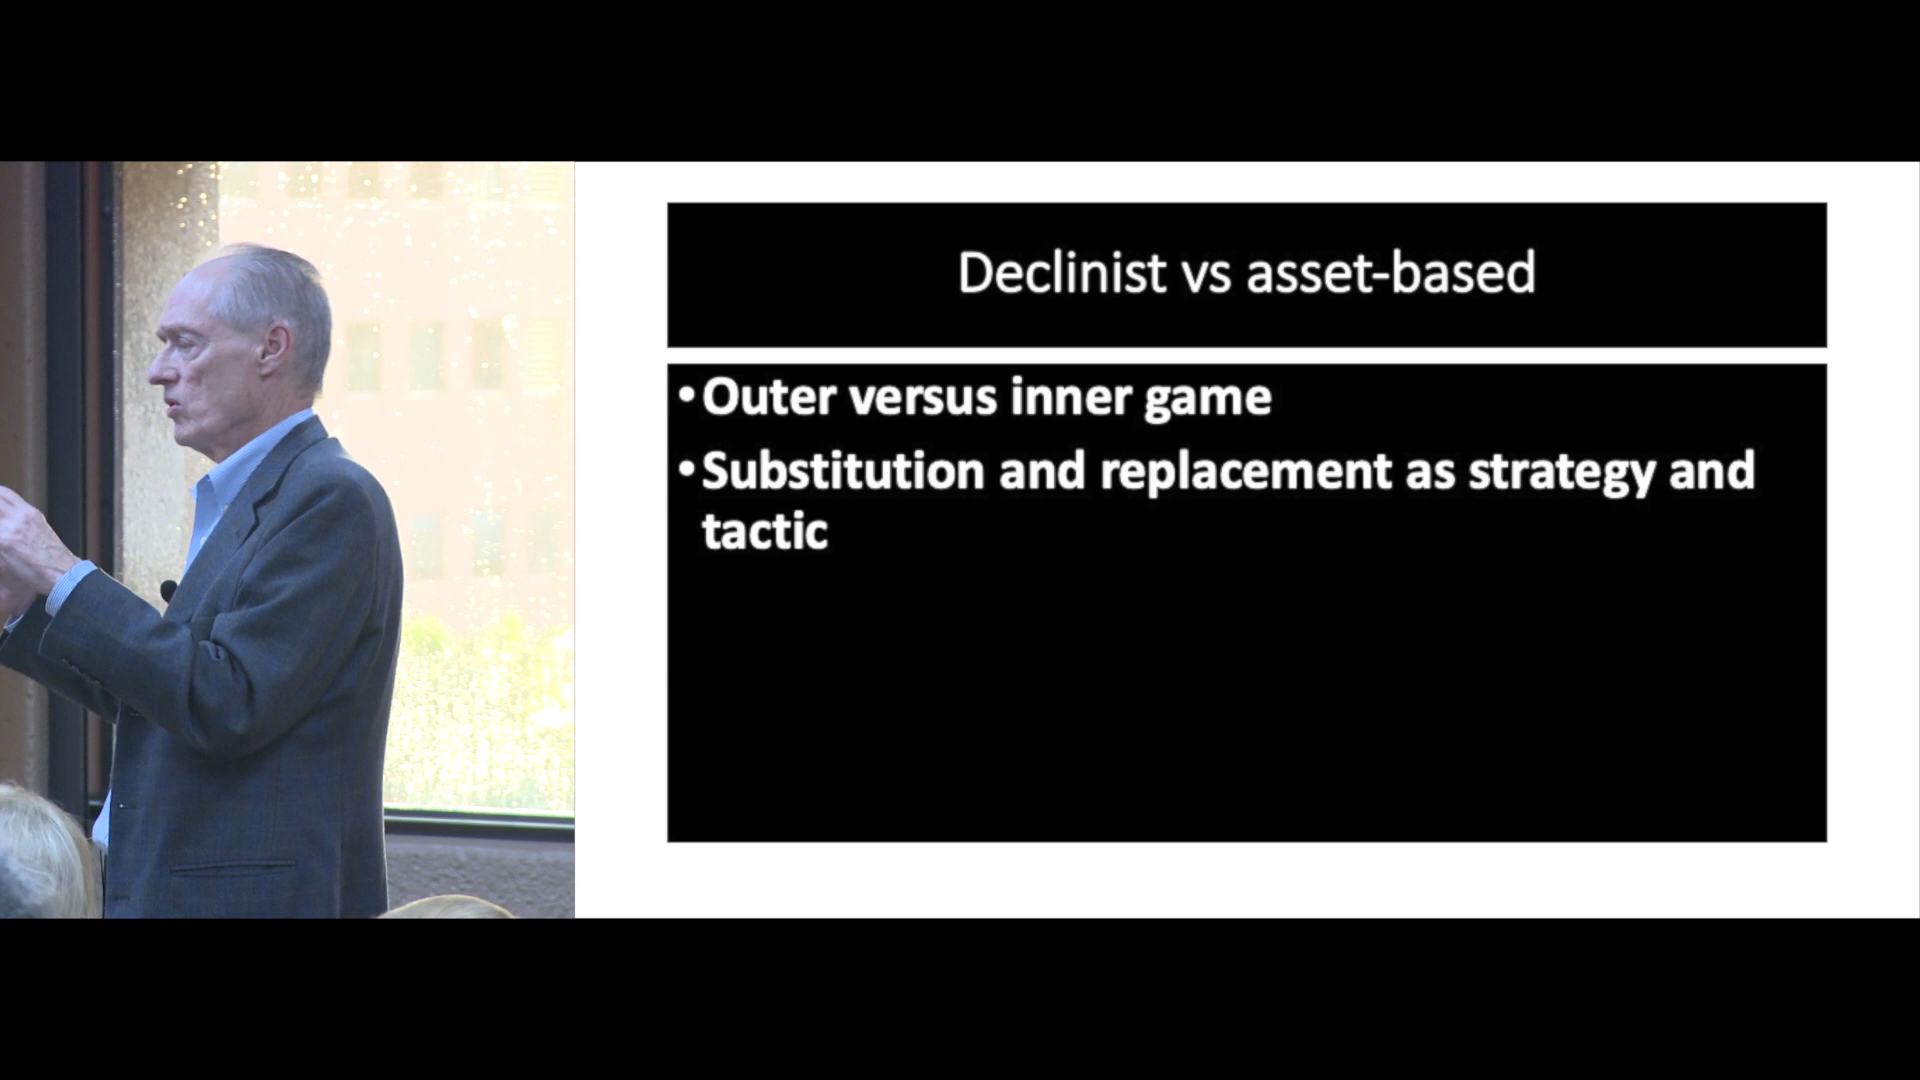 Declinist vs asset-based
•Outer versus inner game
•Substitution and replacement as strategy and
tactic